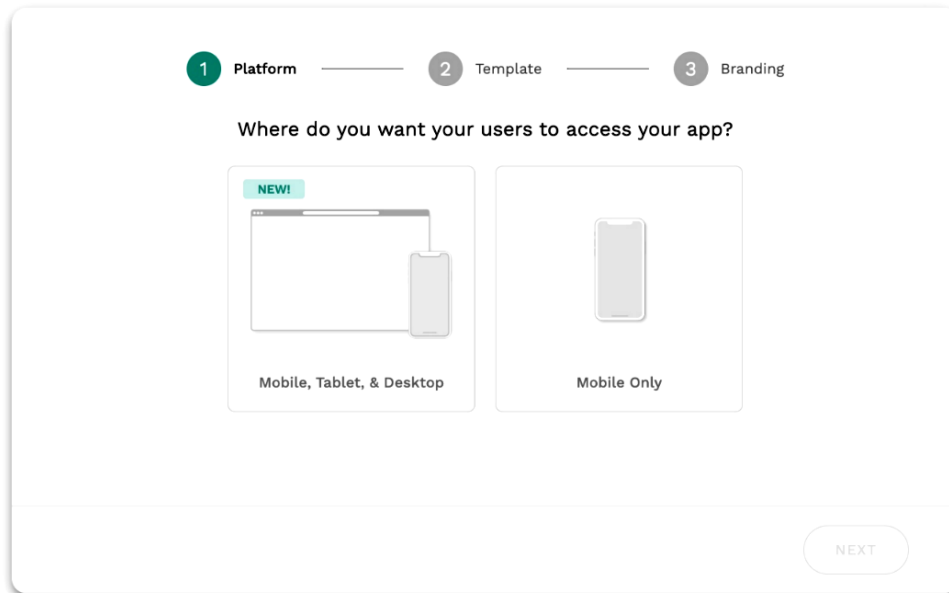 1 Platform 2 Template 3 Branding
Where do you want your users to access your app?
NEW!
Mobile, Tablet, & Desktop
Mobile Only
NEXT